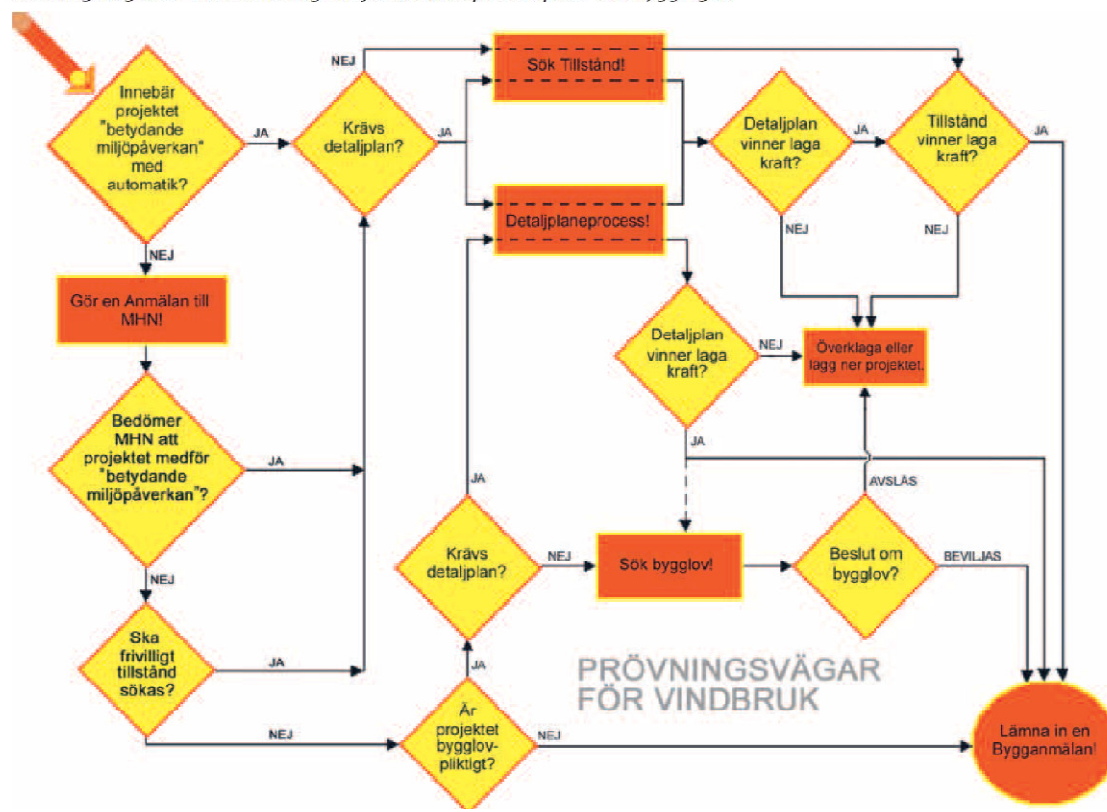 Innebär
projektet
"betydande
miljöpåverkan"
med
automatik?
JA
NEJ
Krävs
detaljplan?
NEJ
JA
Sök Tillstånd!
Detaljplaneprocess!
Detaljplan
vinner laga
kraft?
JA
NEJ
Tillstånd
vinner laga
kraft?
JA
NEJ
Gör en Anmälan till
MHN!
Detaljplan
vinner laga
kraft?
NEJ
JA
Överklaga eller
lägg ner projektet.
Bedömer
MHN att
projektet medför
"betydande
miljöpåverkan"?
JA
NEJ
Krävs
detaljplan?
JA
NEJ
Sök bygglov!
Beslut om
bygglov?
AVSLÅS
BEVILJAS
Ska
frivilligt
tillstånd
sökas?
JA
NEJ
Är
projektet
bygglov-
pliktigt?
JA
NEJ
PRÖVNINGSVÄGAR
FÖR VINDBRUK
Lämna in en
Bygganmälan!